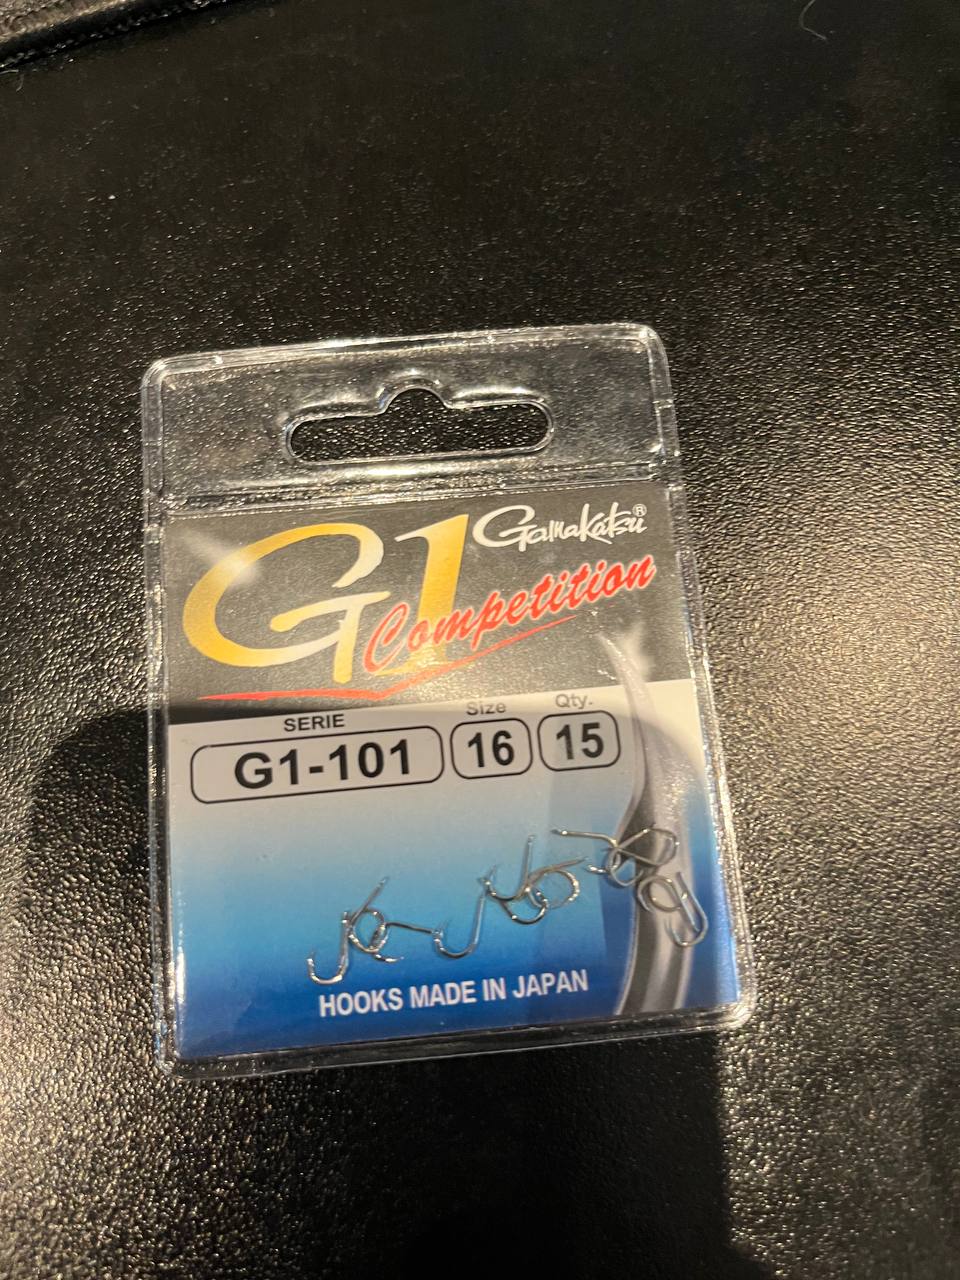 G1 Gamakatsu®
Competition
SERIE Size Qty.
G1-101 16 15
HOOKS MADE IN JAPAN